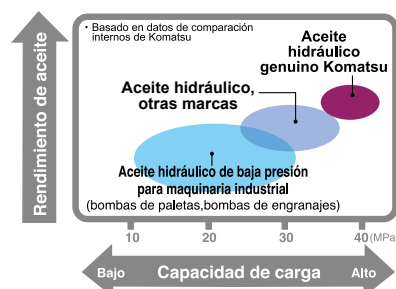 Rendimiento de aceite
· Basado en datos de comparación
internos de Komatsu
Aceite
hidráulico
genuino Komatsu
Aceite hidráulico,
otras marcas
Aceite hidráulico de baja presión
para maquinaria industrial
(bombas de paletas,bombas de engranajes)
10 20 30 40 (MPa
Bajo Capacidad de carga Alto